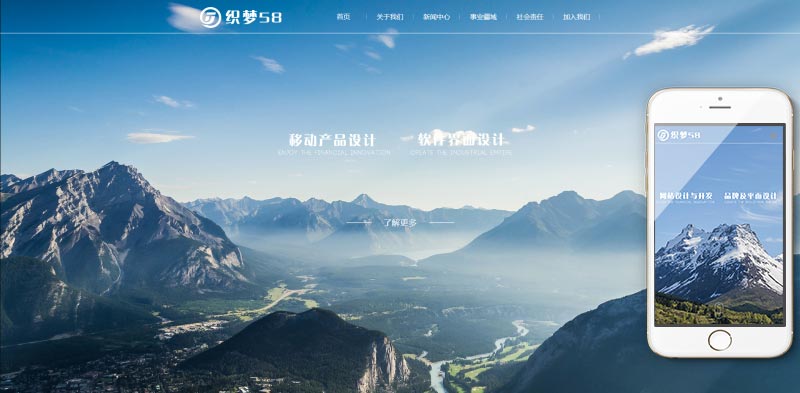 织梦58
首页 关于我们 新闻中心 事业疆域 社会责任 加入我们
移动产品设计 软件界面设计
ENJOY THE FINANCIAL INNOVATION CREATE THE INDUSTRIAL EMPIRE
了解更多
织梦58
网站设计与开发 品牌及平面设计